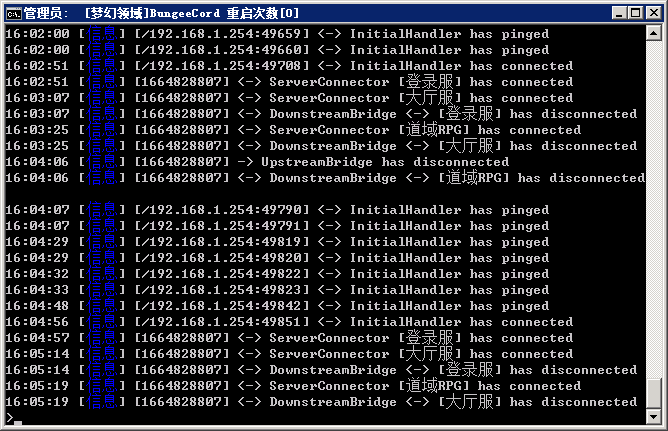 管理员: [梦幻领域]BungeeCord 重启次数[0]
16:02:00 [信息] [/192.168.1.254:49659] <-> InitialHandler has pinged
16:02:00 [信息] [/192.168.1.254:49660] <-> InitialHandler has pinged
16:02:51 [信息] [/192.168.1.254:49708] <-> InitialHandler has connected
16:02:51 [信息] [1664828807] <-> ServerConnector [登录服] has connected
16:03:07 [信息] [1664828807] <-> ServerConnector [大厅服] has connected
16:03:07 [信息] [1664828807] <-> DownstreamBridge <-> [登录服] has disconnected
16:03:25 [信息] [1664828807] <-> ServerConnector [道域RPG] has connected
16:03:25 [信息] [1664828807] <-> DownstreamBridge <-> [大厅服] has disconnected
16:04:06 [信息] [1664828807] -> UpstreamBridge has disconnected
16:04:06 [信息] [1664828807] <-> DownstreamBridge <-> [道域RPG] has disconnected
16:04:07 [信息] [/192.168.1.254:49790] <-> InitialHandler has pinged
16:04:07 [信息] [/192.168.1.254:49791] <-> InitialHandler has pinged
16:04:29 [信息] [/192.168.1.254:49819] <-> InitialHandler has pinged
16:04:29 [信息] [/192.168.1.254:49820] <-> InitialHandler has pinged
16:04:32 [信息] [/192.168.1.254:49822] <-> InitialHandler has pinged
16:04:33 [信息] [/192.168.1.254:49823] <-> InitialHandler has pinged
16:04:48 [信息] [/192.168.1.254:49842] <-> InitialHandler has pinged
16:04:56 [信息] [/192.168.1.254:49851] <-> InitialHandler has connected
16:04:57 [信息] [1664828807] <-> ServerConnector [登录服] has connected
16:05:14 [信息] [1664828807] <-> ServerConnector [大厅服] has connected
16:05:14 [信息] [1664828807] <-> DownstreamBridge <-> [登录服] has disconnected
16:05:19 [信息] [1664828807] <-> ServerConnector [道域RPG] has connected
16:05:19 [信息] [1664828807] <-> DownstreamBridge <-> [大厅服] has disconnected
>_